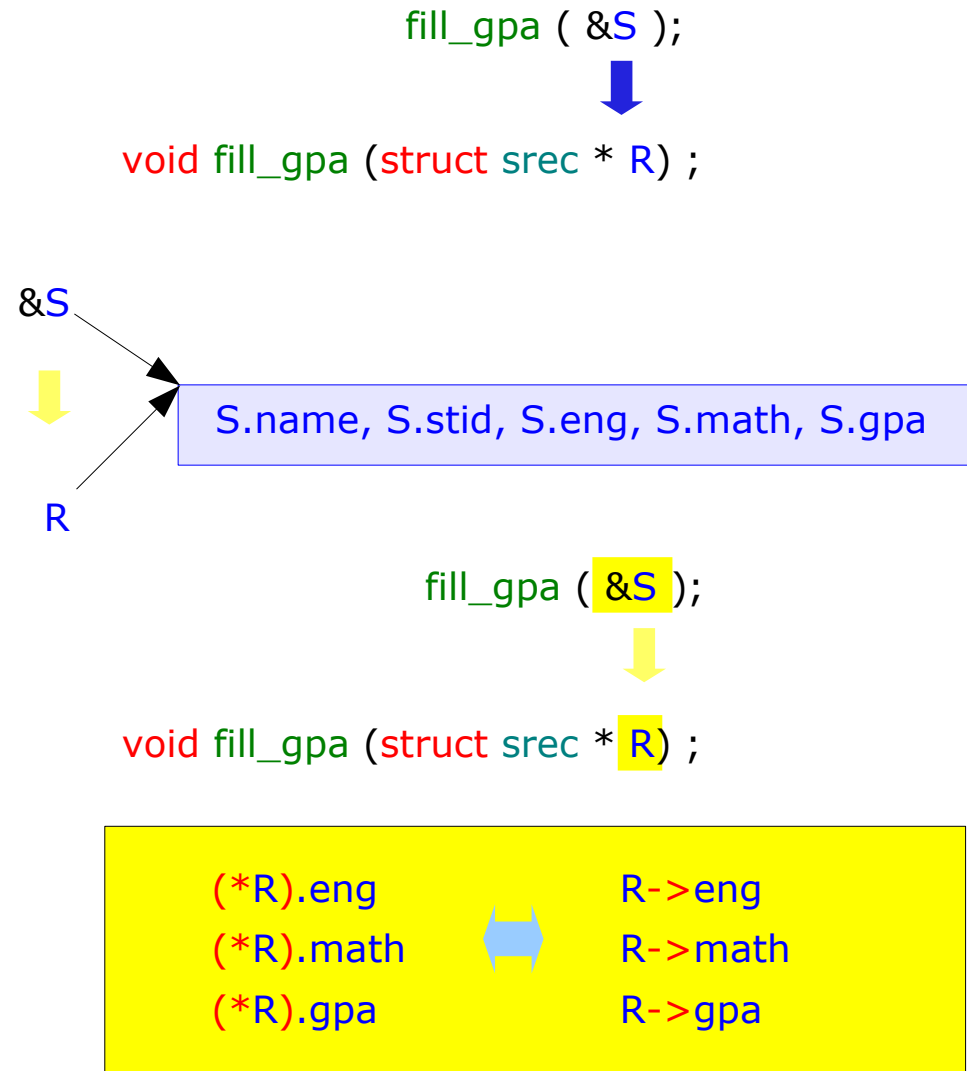 fill_gpa ( &S );
void fill_gpa (struct srec * R) ;
&S
S.name, S.stid, S.eng, S.math, S.gpa
R
fill_gpa ( &S );
void fill_gpa (struct srec * R) ;
(*R).eng R->eng
(*R).math R->math
(*R).gpa R->gpa